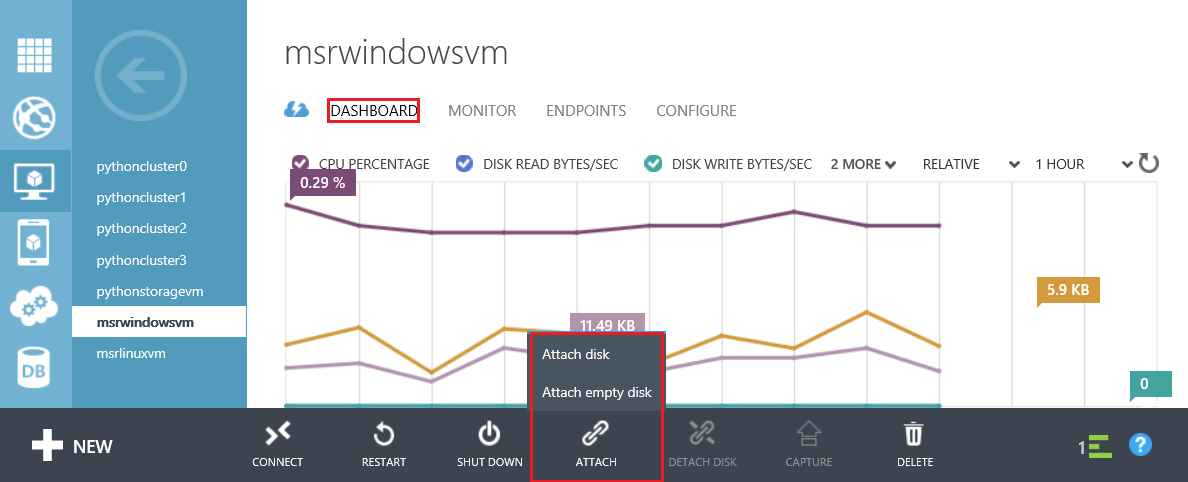 msrwindowsvm
DASHBOARD MONITOR ENDPOINTS CONFIGURE
pythoncluster0
pythoncluster1
pythoncluster2
pythoncluster3
pythonstoragevm
msrwindowsvm
msrlinuxvm
DB
CPU PERCENTAGE DISK READ BYTES/SEC DISK WRITE BYTES/SEC 2 MORE RELATIVE 1 HOUR
0.29 %
5.9 KB
11.49 KB
0
Attach disk
Attach empty disk
NEW CONNECT RESTART SHUT DOWN ATTACH DETACH DISK CAPTURE DELETE 1 ?